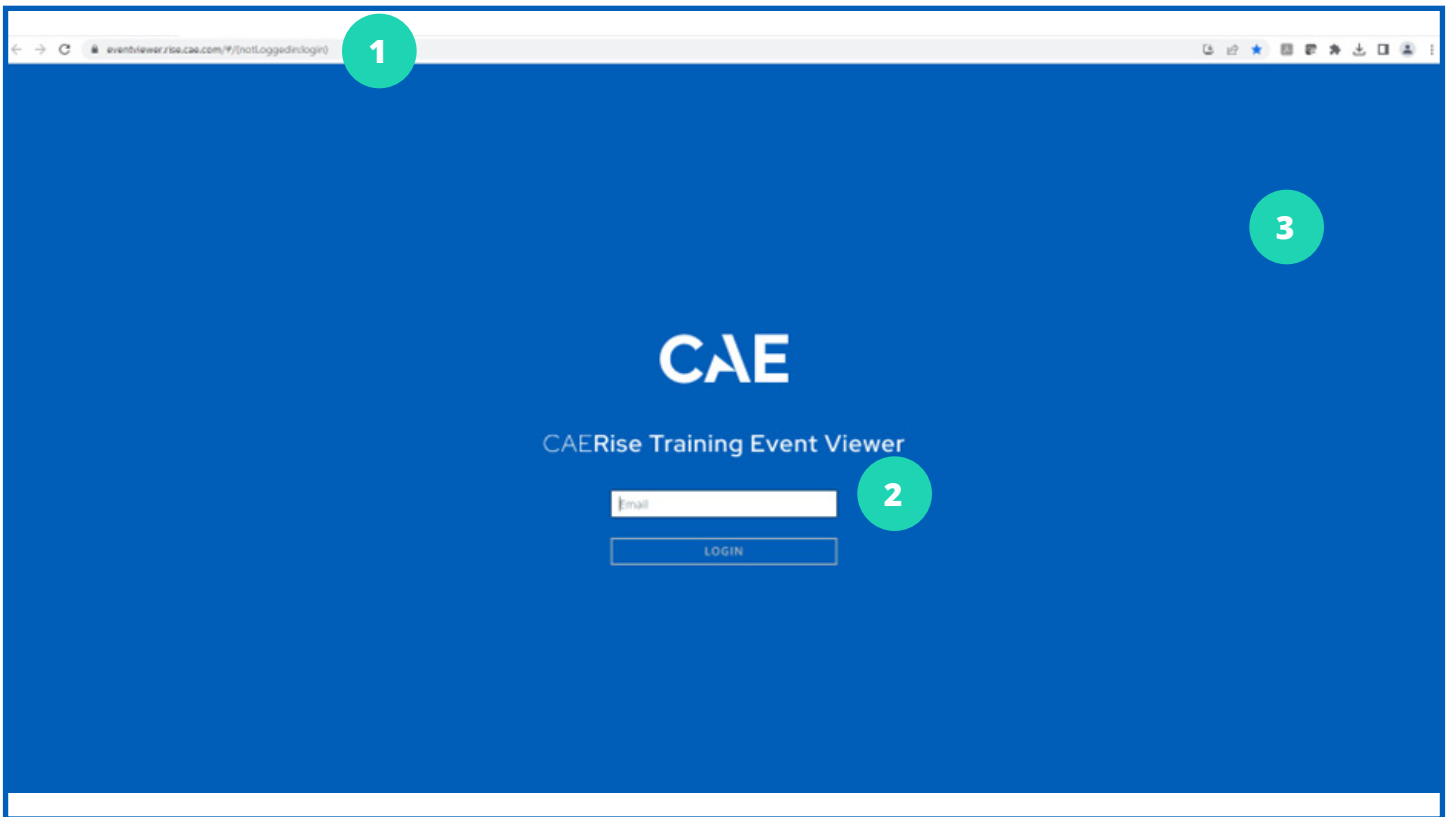 eventviewer.rise.cae.com/#/(notLoggedin:login)
1
3
CAE
CAERise Training Event Viewer
2
Email
LOGIN